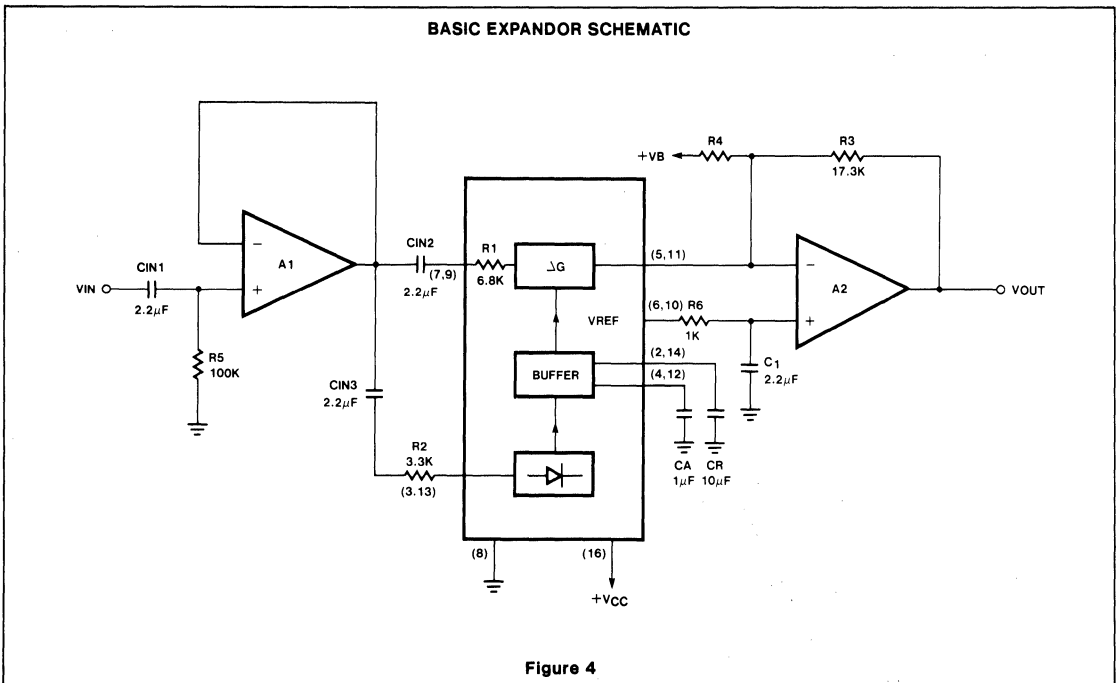 BASIC EXPANDOR SCHEMATIC
R4
R3
+VB
17.3K
CIN2
R1
ΔG
(5,11)
−
A1
(7,9)
A2
CIN1
2.2μF
6.8K
VOUT
VIN
+
(6,10) R6
VREF
1K
+
2.2μF
(2,14)
C1
R5
100K
BUFFER
(4,12)
2.2μF
CIN3
2.2μF
R2
3.3K
CA
CR
(3.13)
1μF
10μF
(8)
(16)
+VCC
−
Figure 4